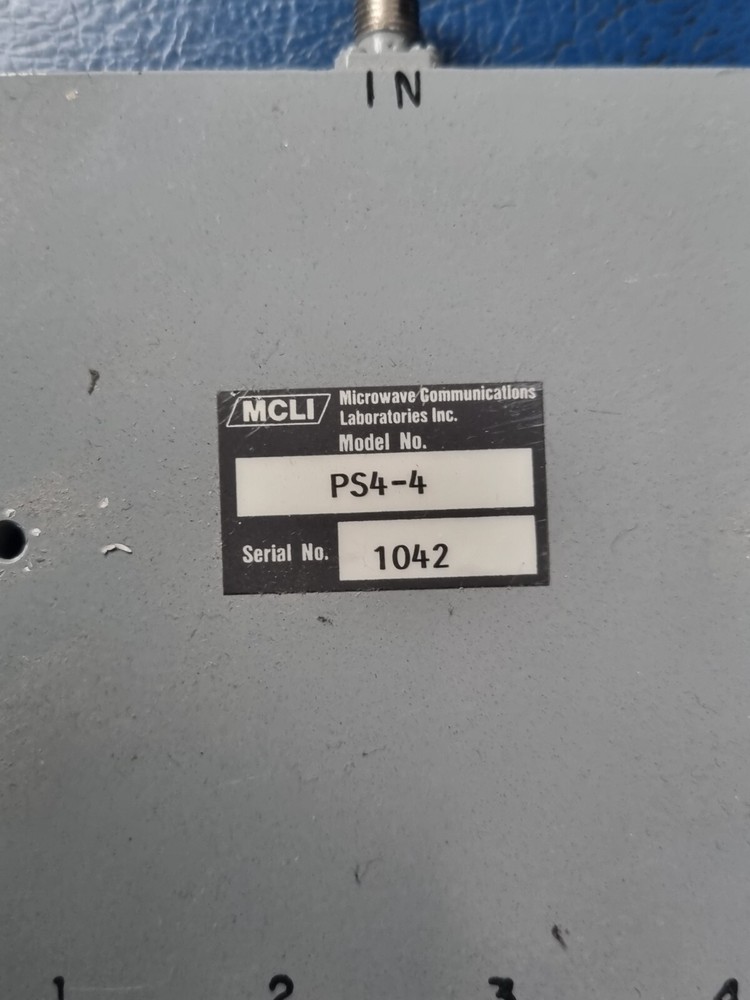 IN
MCLI Microwave Communications
Laboratories Inc.
Model No.
PS4-4
Serial No. 1042
1 2 3 4